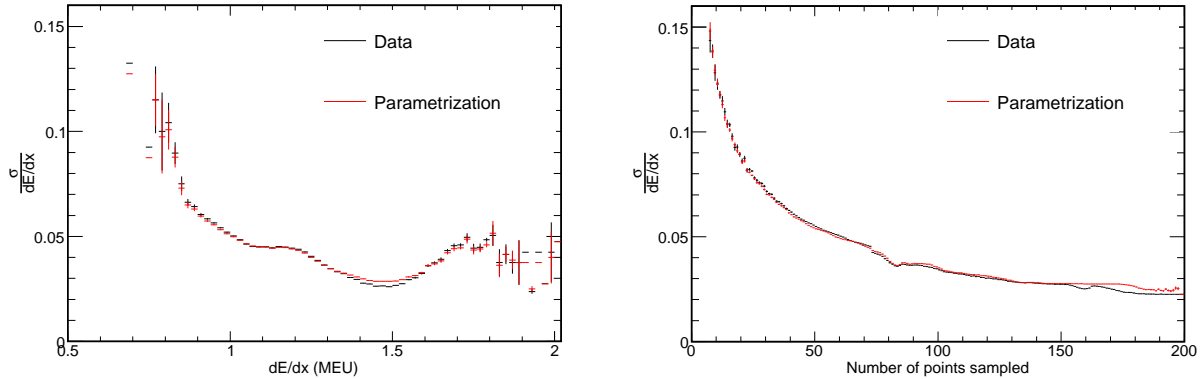 0.15
0.1
0.05
0
σ
dE/dx
0.5 1 1.5 2
dE/dx (MEU)
Data
Parametrization
0.15
0.1
0.05
0
σ
dE/dx
0 50 100 150 200
Number of points sampled
Data
Parametrization